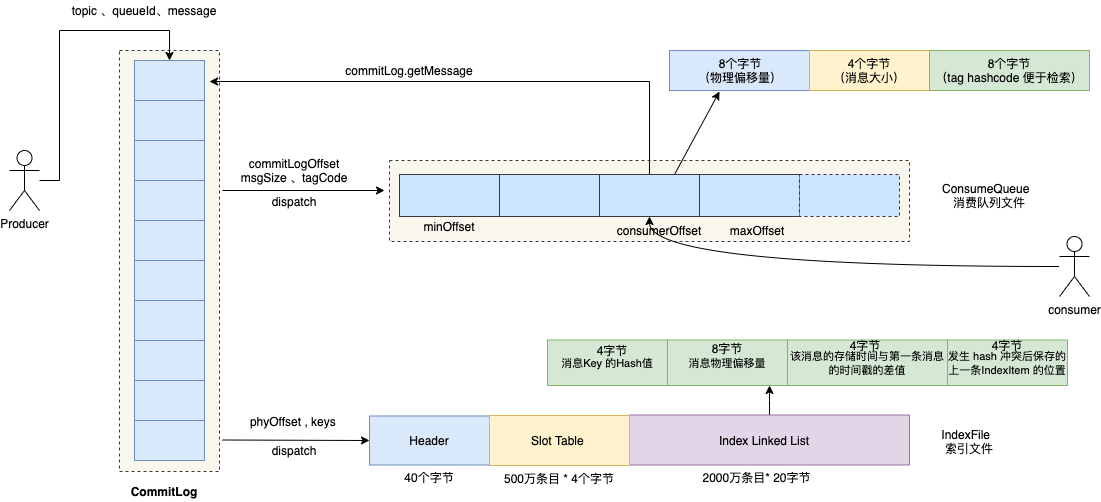 topic 、queueId、message
commitLog.getMessage
8个字节
（物理偏移量）
4个字节
（消息大小）
8个字节
（tag hashcode 便于检索）
Producer
commitLogOffset
msgSize 、tagCode
dispatch
minOffset
consumerOffset
maxOffset
ConsumeQueue
消费队列文件
consumer
4字节
消息Key 的Hash值
8字节
消息物理偏移量
4字节
该消息的存储时间与第一条消息
的时间戳的差值
4字节
发生 hash 冲突后保存的
上一条IndexItem 的位置
phyOffset , keys
dispatch
Header
Slot Table
Index Linked List
IndexFile
索引文件
40个字节
500万条目 * 4个字节
2000万条目* 20字节
CommitLog